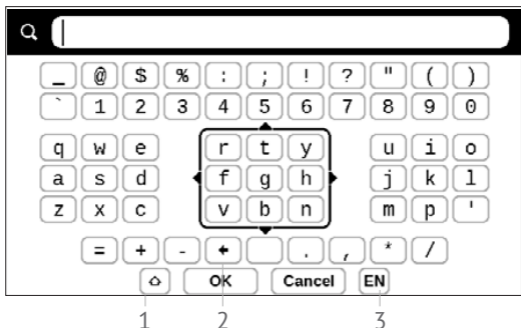 _ @ $ % : ; ! ? " ( )
` 1 2 3 4 5 6 7 8 9 0
q w e r t y u i o
a s d f g h j k l
z x c v b n m p '
= + - ← . , * /
OK Cancel EN
1 2 3